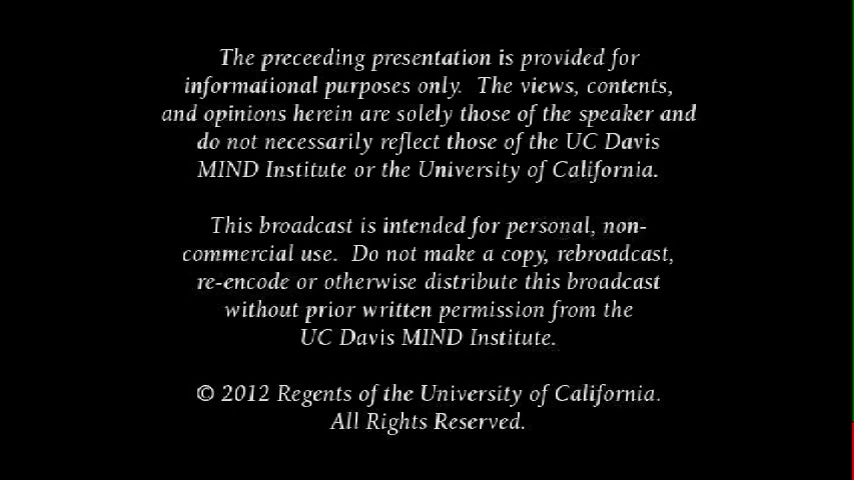 The preceeding presentation is provided for
informational purposes only. The views, contents,
and opinions herein are solely those of the speaker and
do not necessarily reflect those of the UC Davis
MIND Institute or the University of California.
This broadcast is intended for personal, non-
commercial use. Do not make a copy, rebroadcast,
re-encode or otherwise distribute this broadcast
without prior written permission from the
UC Davis MIND Institute.
© 2012 Regents of the University of California.
All Rights Reserved.